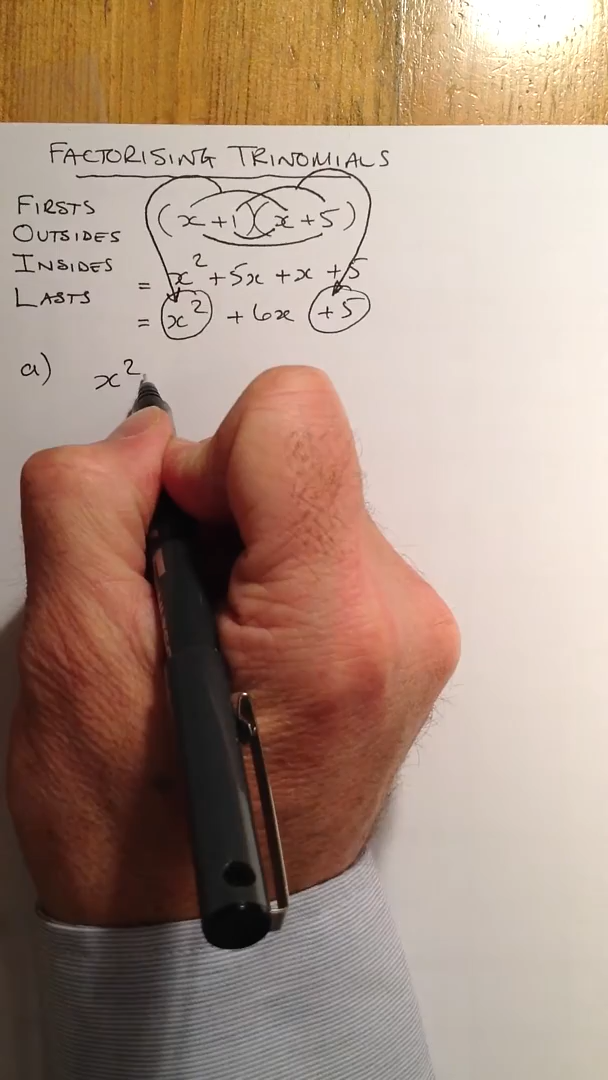 FACTORISING TRINOMIALS
FIRSTS
OUTSIDES
INSIDES
LASTS
(x+1)(x+5)
= x² +5x +x +5
= x² +6x +5
a) x²